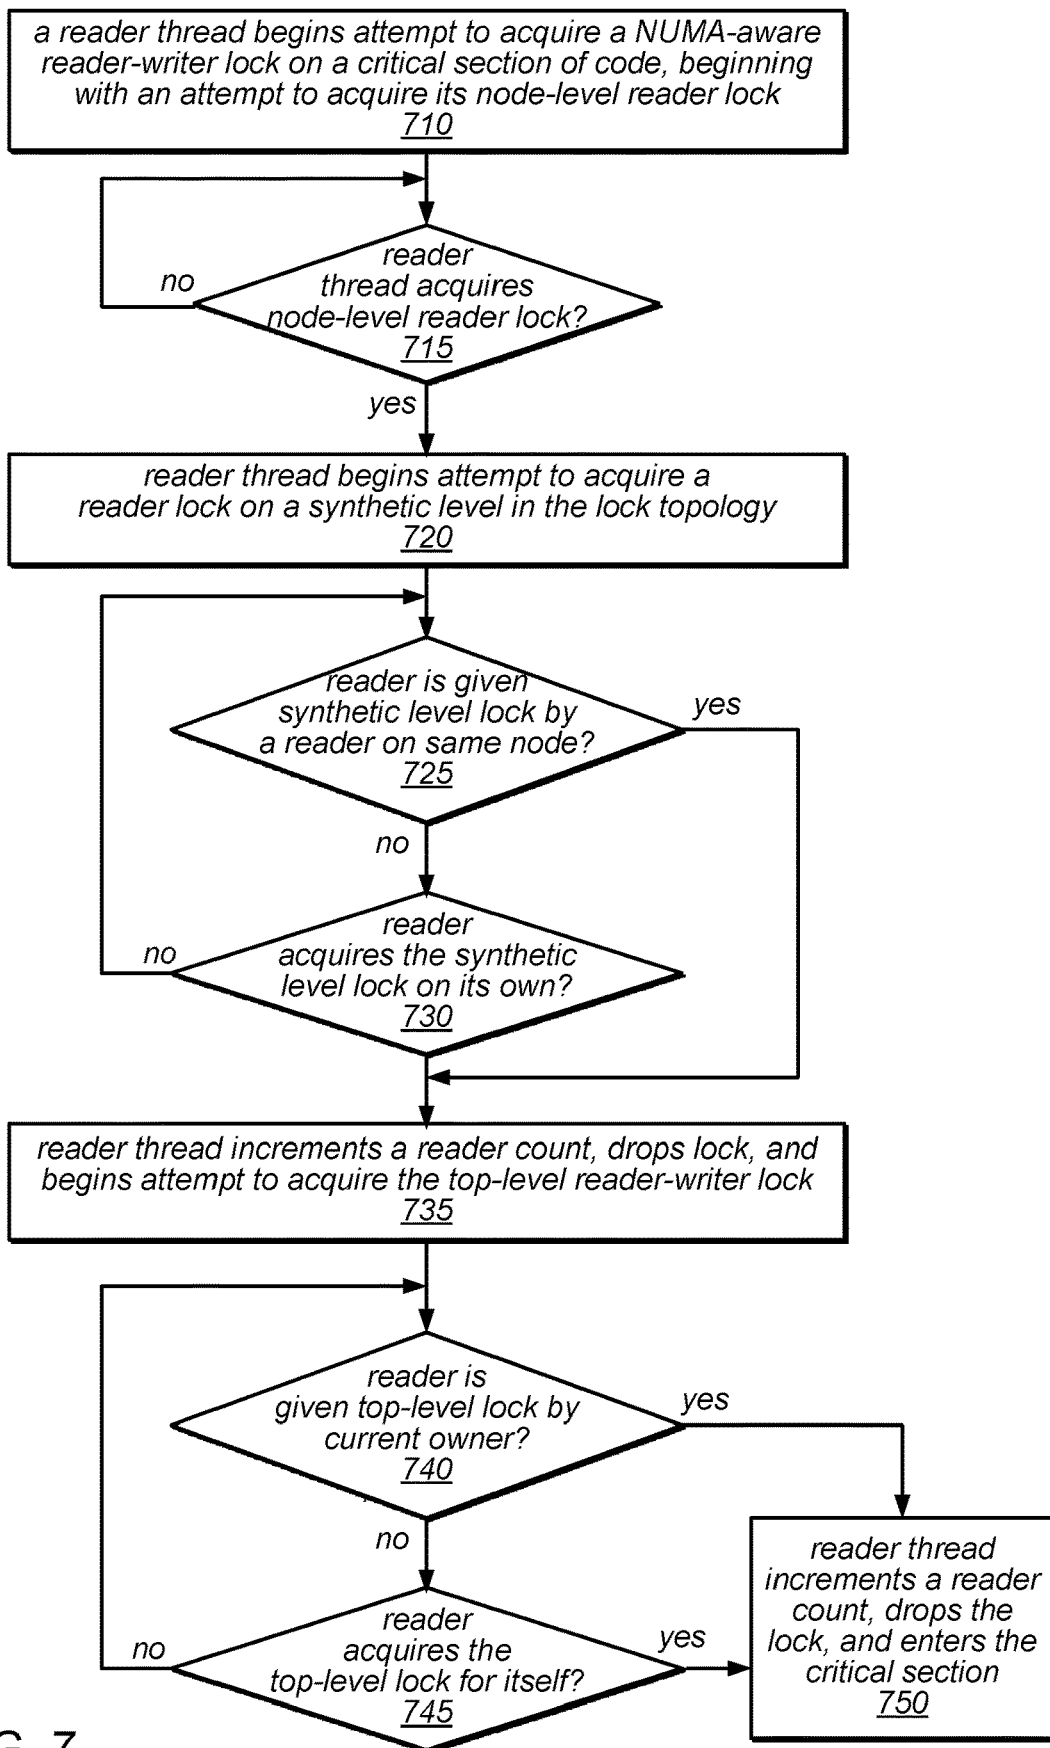 a reader thread begins attempt to acquire a NUMA-aware
reader-writer lock on a critical section of code, beginning
with an attempt to acquire its node-level reader lock
710
reader
thread acquires
node-level reader lock?
715
no
yes
reader thread begins attempt to acquire a
reader lock on a synthetic level in the lock topology
720
reader is given
synthetic level lock by
a reader on same node?
725
yes
no
reader
acquires the synthetic
level lock on its own?
730
no
reader thread increments a reader count, drops lock, and
begins attempt to acquire the top-level reader-writer lock
735
reader is
given top-level lock by
current owner?
740
yes
no
reader
acquires the
top-level lock for itself?
745
no
yes
reader thread
increments a reader
count, drops the
lock, and enters the
critical section
750
7